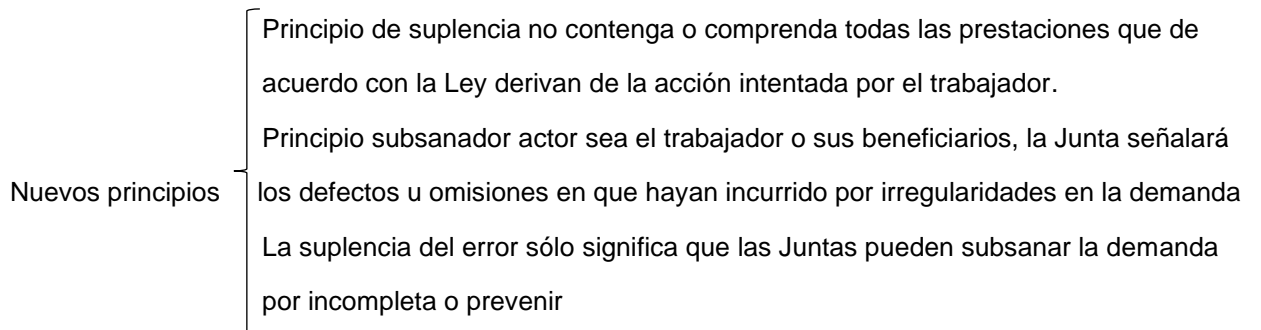 Principio de suplencia no contenga o comprenda todas las prestaciones que de
acuerdo con la Ley derivan de la acción intentada por el trabajador.
Principio subsanador actor sea el trabajador o sus beneficiarios, la Junta señalará
Nuevos principios los defectos u omisiones en que hayan incurrido por irregularidades en la demanda
La suplencia del error sólo significa que las Juntas pueden subsanar la demanda
por incompleta o prevenir